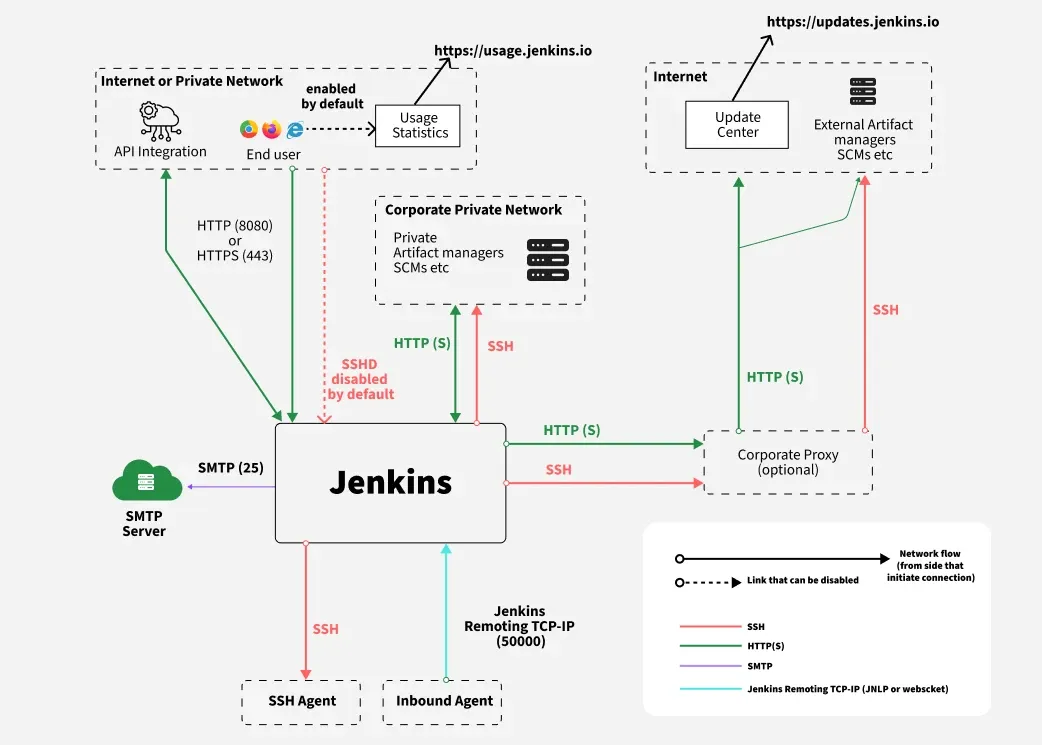 https://updates.jenkins.io
https://usage.jenkins.io
Internet or Private Network
enabled
by default
Usage
Statistics
API Integration
End user
Internet
Update
Center
External Artifact
managers
SCMs etc
HTTP (8080)
or
HTTPS (443)
Corporate Private Network
Private
Artifact managers
SCMs etc
HTTP (S)
SSH
SSHD
disabled
by default
SSH
HTTP (S)
HTTP (S)
SSH
Corporate Proxy
(optional)
Jenkins
SMTP (25)
SMTP
Server
SSH
Jenkins
Remoting TCP-IP
(50000)
SSH Agent
Inbound Agent
Network flow
(from side that
initiate connection)
Link that can be disabled
SSH
HTTP(S)
SMTP
Jenkins Remoting TCP-IP (JNLP or webscket)